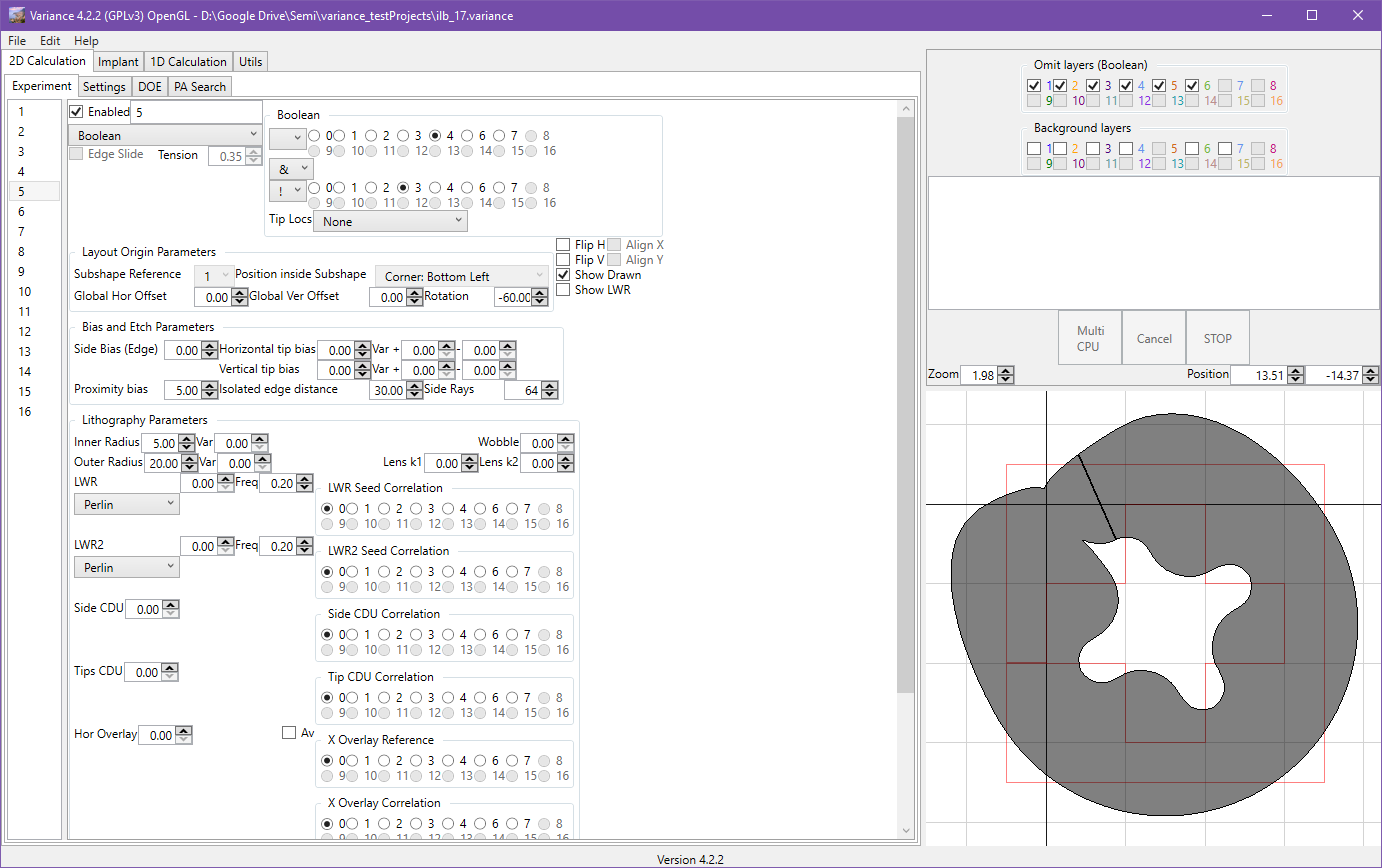 Variance 4.2.2 (GPLv3) OpenGL - D:\Google Drive\Semi\variance_testProjects\ilb_17.variance
File Edit Help
2D Calculation Implant 1D Calculation Utils
Experiment Settings DOE PA Search
1
2
3
4
5
6
7
8
9
10
11
12
13
14
15
16
Enabled 5
Boolean
Edge Slide Tension 0.35
Boolean
0 1 2 3 4 6 7 8
9 10 11 12 13 14 15 16
&
! 0 1 2 3 4 6 7 8
9 10 11 12 13 14 15 16
Tip Locs None
Layout Origin Parameters
Subshape Reference 1 Position inside Subshape Corner: Bottom Left
Global Hor Offset 0.00 Global Ver Offset 0.00 Rotation -60.00
Flip H Align X
Flip V Align Y
Show Drawn
Show LWR
Bias and Etch Parameters
Side Bias (Edge) 0.00 Horizontal tip bias 0.00 Var + 0.00 - 0.00
Vertical tip bias 0.00 Var + 0.00 - 0.00
Proximity bias 5.00 Isolated edge distance 30.00 Side Rays 64
Lithography Parameters
Inner Radius 5.00 Var 0.00 Wobble 0.00
Outer Radius 20.00 Var 0.00 Lens k1 0.00 Lens k2 0.00
LWR 0.00 Freq 0.20
Perlin
LWR Seed Correlation
0 1 2 3 4 6 7 8
9 10 11 12 13 14 15 16
LWR2 0.00 Freq 0.20
Perlin
LWR2 Seed Correlation
0 1 2 3 4 6 7 8
9 10 11 12 13 14 15 16
Side CDU 0.00
Side CDU Correlation
0 1 2 3 4 6 7 8
9 10 11 12 13 14 15 16
Tips CDU 0.00
Tip CDU Correlation
0 1 2 3 4 6 7 8
9 10 11 12 13 14 15 16
Hor Overlay 0.00 Av
X Overlay Reference
0 1 2 3 4 6 7 8
9 10 11 12 13 14 15 16
X Overlay Correlation
0 1 2 3 4 6 7 8
9 10 11 12 13 14 15 16
Omit layers (Boolean)
1 2 3 4 5 6 7 8
9 10 11 12 13 14 15 16
Background layers
1 2 3 4 5 6 7 8
9 10 11 12 13 14 15 16
Multi CPU
Cancel
STOP
Zoom 1.98 Position 13.51 -14.37
Version 4.2.2